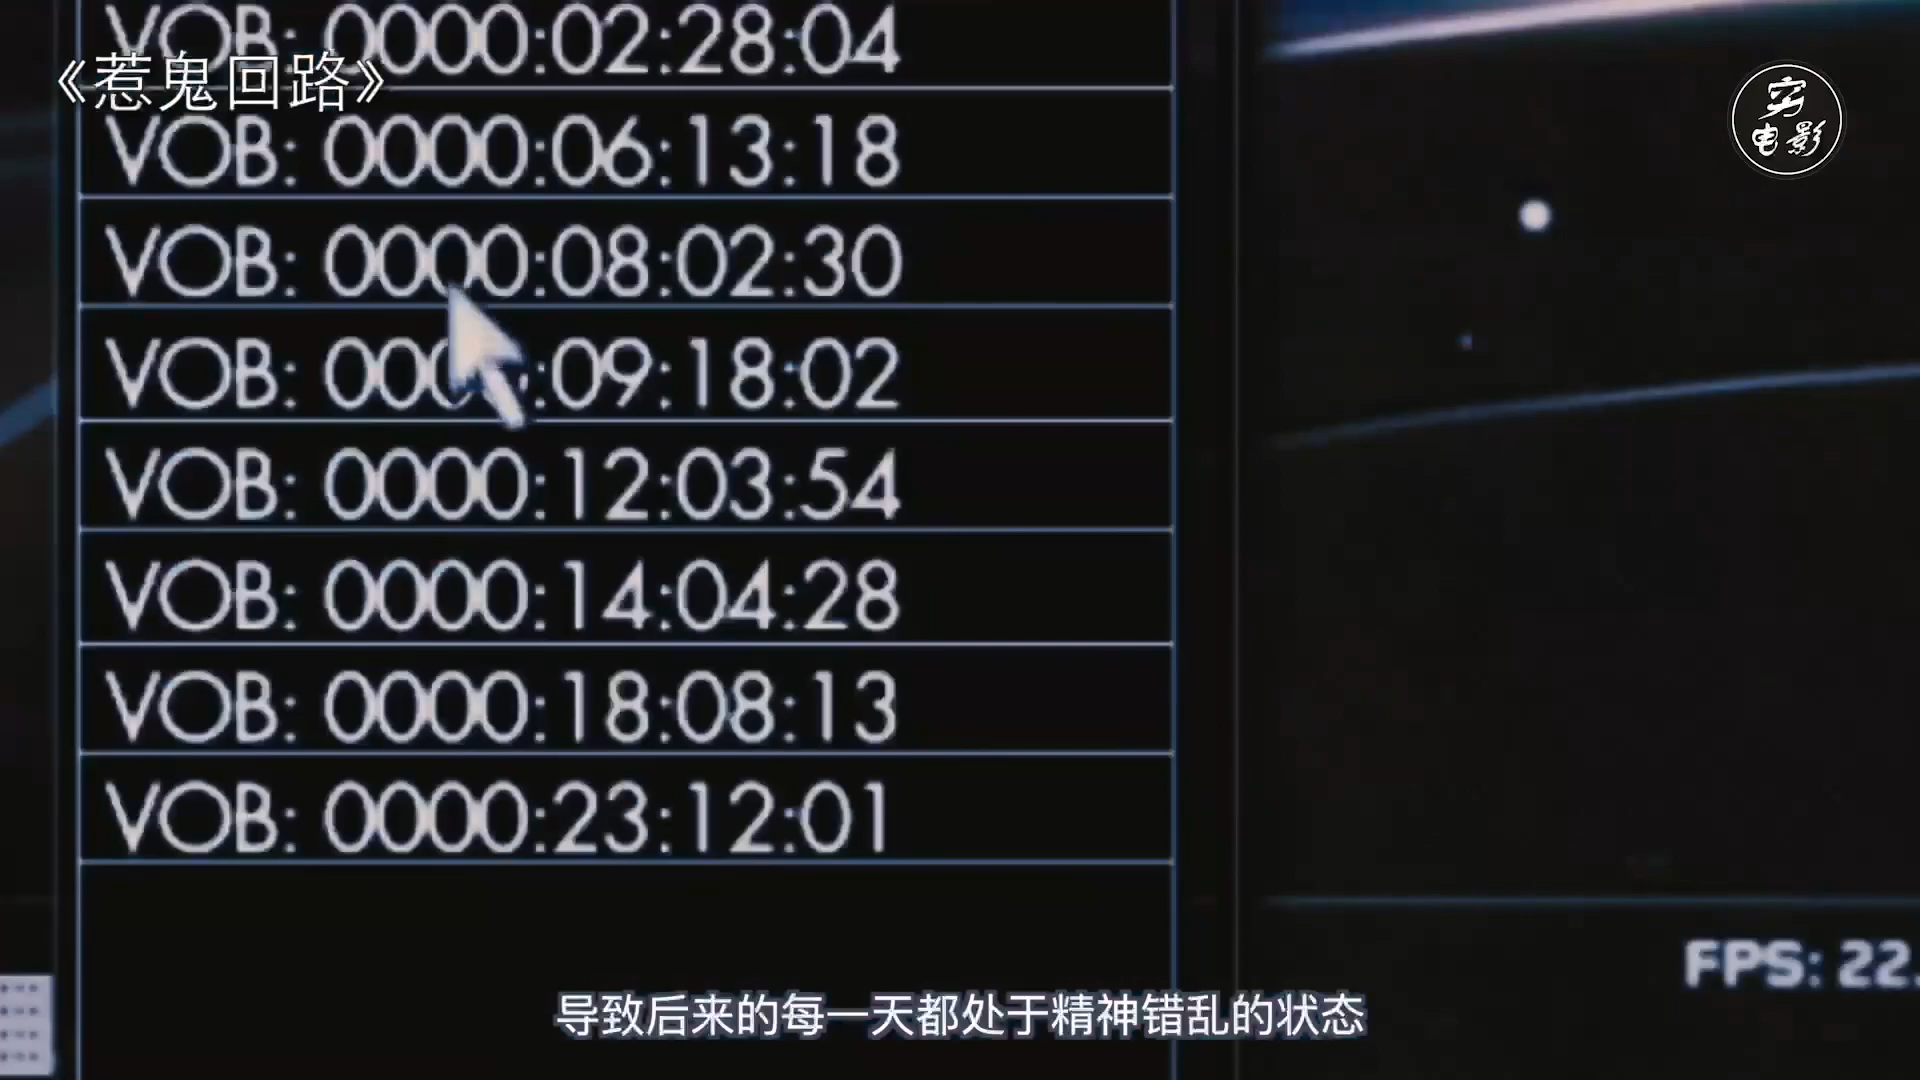 VOB: 0000:02:28:04
《惹鬼回路》
穷
电影
VOB: 0000:06:13:18
VOB: 0000:08:02:30
VOB: 000 :09:18:02
VOB: 0000:12:03:54
VOB: 0000:14:04:28
VOB: 0000:18:08:13
VOB: 0000:23:12:01
FPS: 22.
导致后来的每一天都处于精神错乱的状态